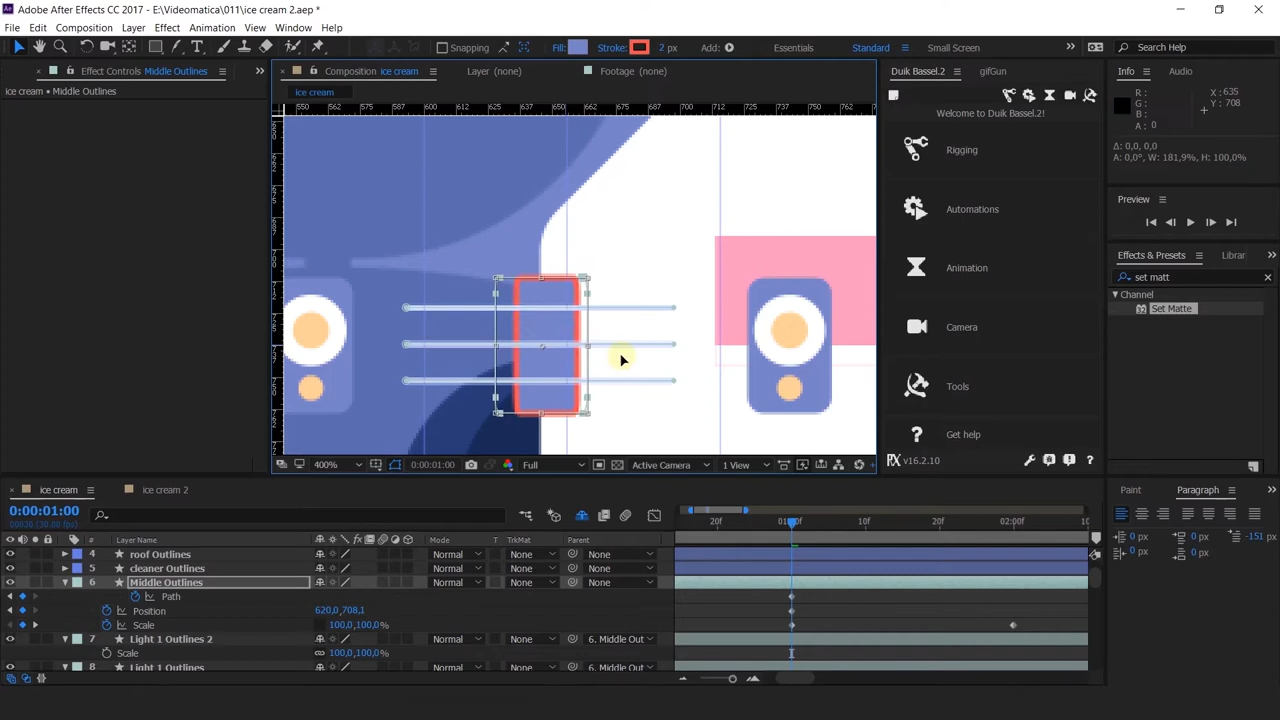 Adobe After Effects CC 2017 - E:\Videomatica\011\ice cream 2.aep *
File Edit Composition Layer Effect Animation View Window Help
Snapping Fill: Stroke: 2 px Add: Essentials Standard Small Screen Search Help
Effect Controls Middle Outlines
ice cream • Middle Outlines
Composition ice cream Layer (none) Footage (none)
ice cream
Duik Bassel.2 gifGun
Welcome to Duik Bassel.2!
Rigging
Automations
Animation
Camera
Tools
Get help
v16.2.10
Info Audio
R: X: 635
G: Y: 708
B:
A: 0
Δ: 0,0, 0,0
A: 0,0°, W: 181,9%, H: 100,0%
Preview
Effects & Presets Librar
set matt
Channel
Set Matte
400% 0:00:01:00 Full Active Camera 1 View
ice cream ice cream 2
0:00:01:00
00030 (30.00 fps)
# Layer Name Mode T TrkMat Parent
20f 01:00f 10f 20f 02:00f 10
4 roof Outlines Normal None None
5 cleaner Outlines Normal None None
6 Middle Outlines Normal None None
Path
Position 620,0,708,1
Scale 100,0,100,0%
7 Light 1 Outlines 2 Normal None 6. Middle Out
Scale 100,0,100,0%
8 Light 1 Outlines Normal None 6. Middle Out
Paint Paragraph
0 px 0 px -151 px
0 px 0 px